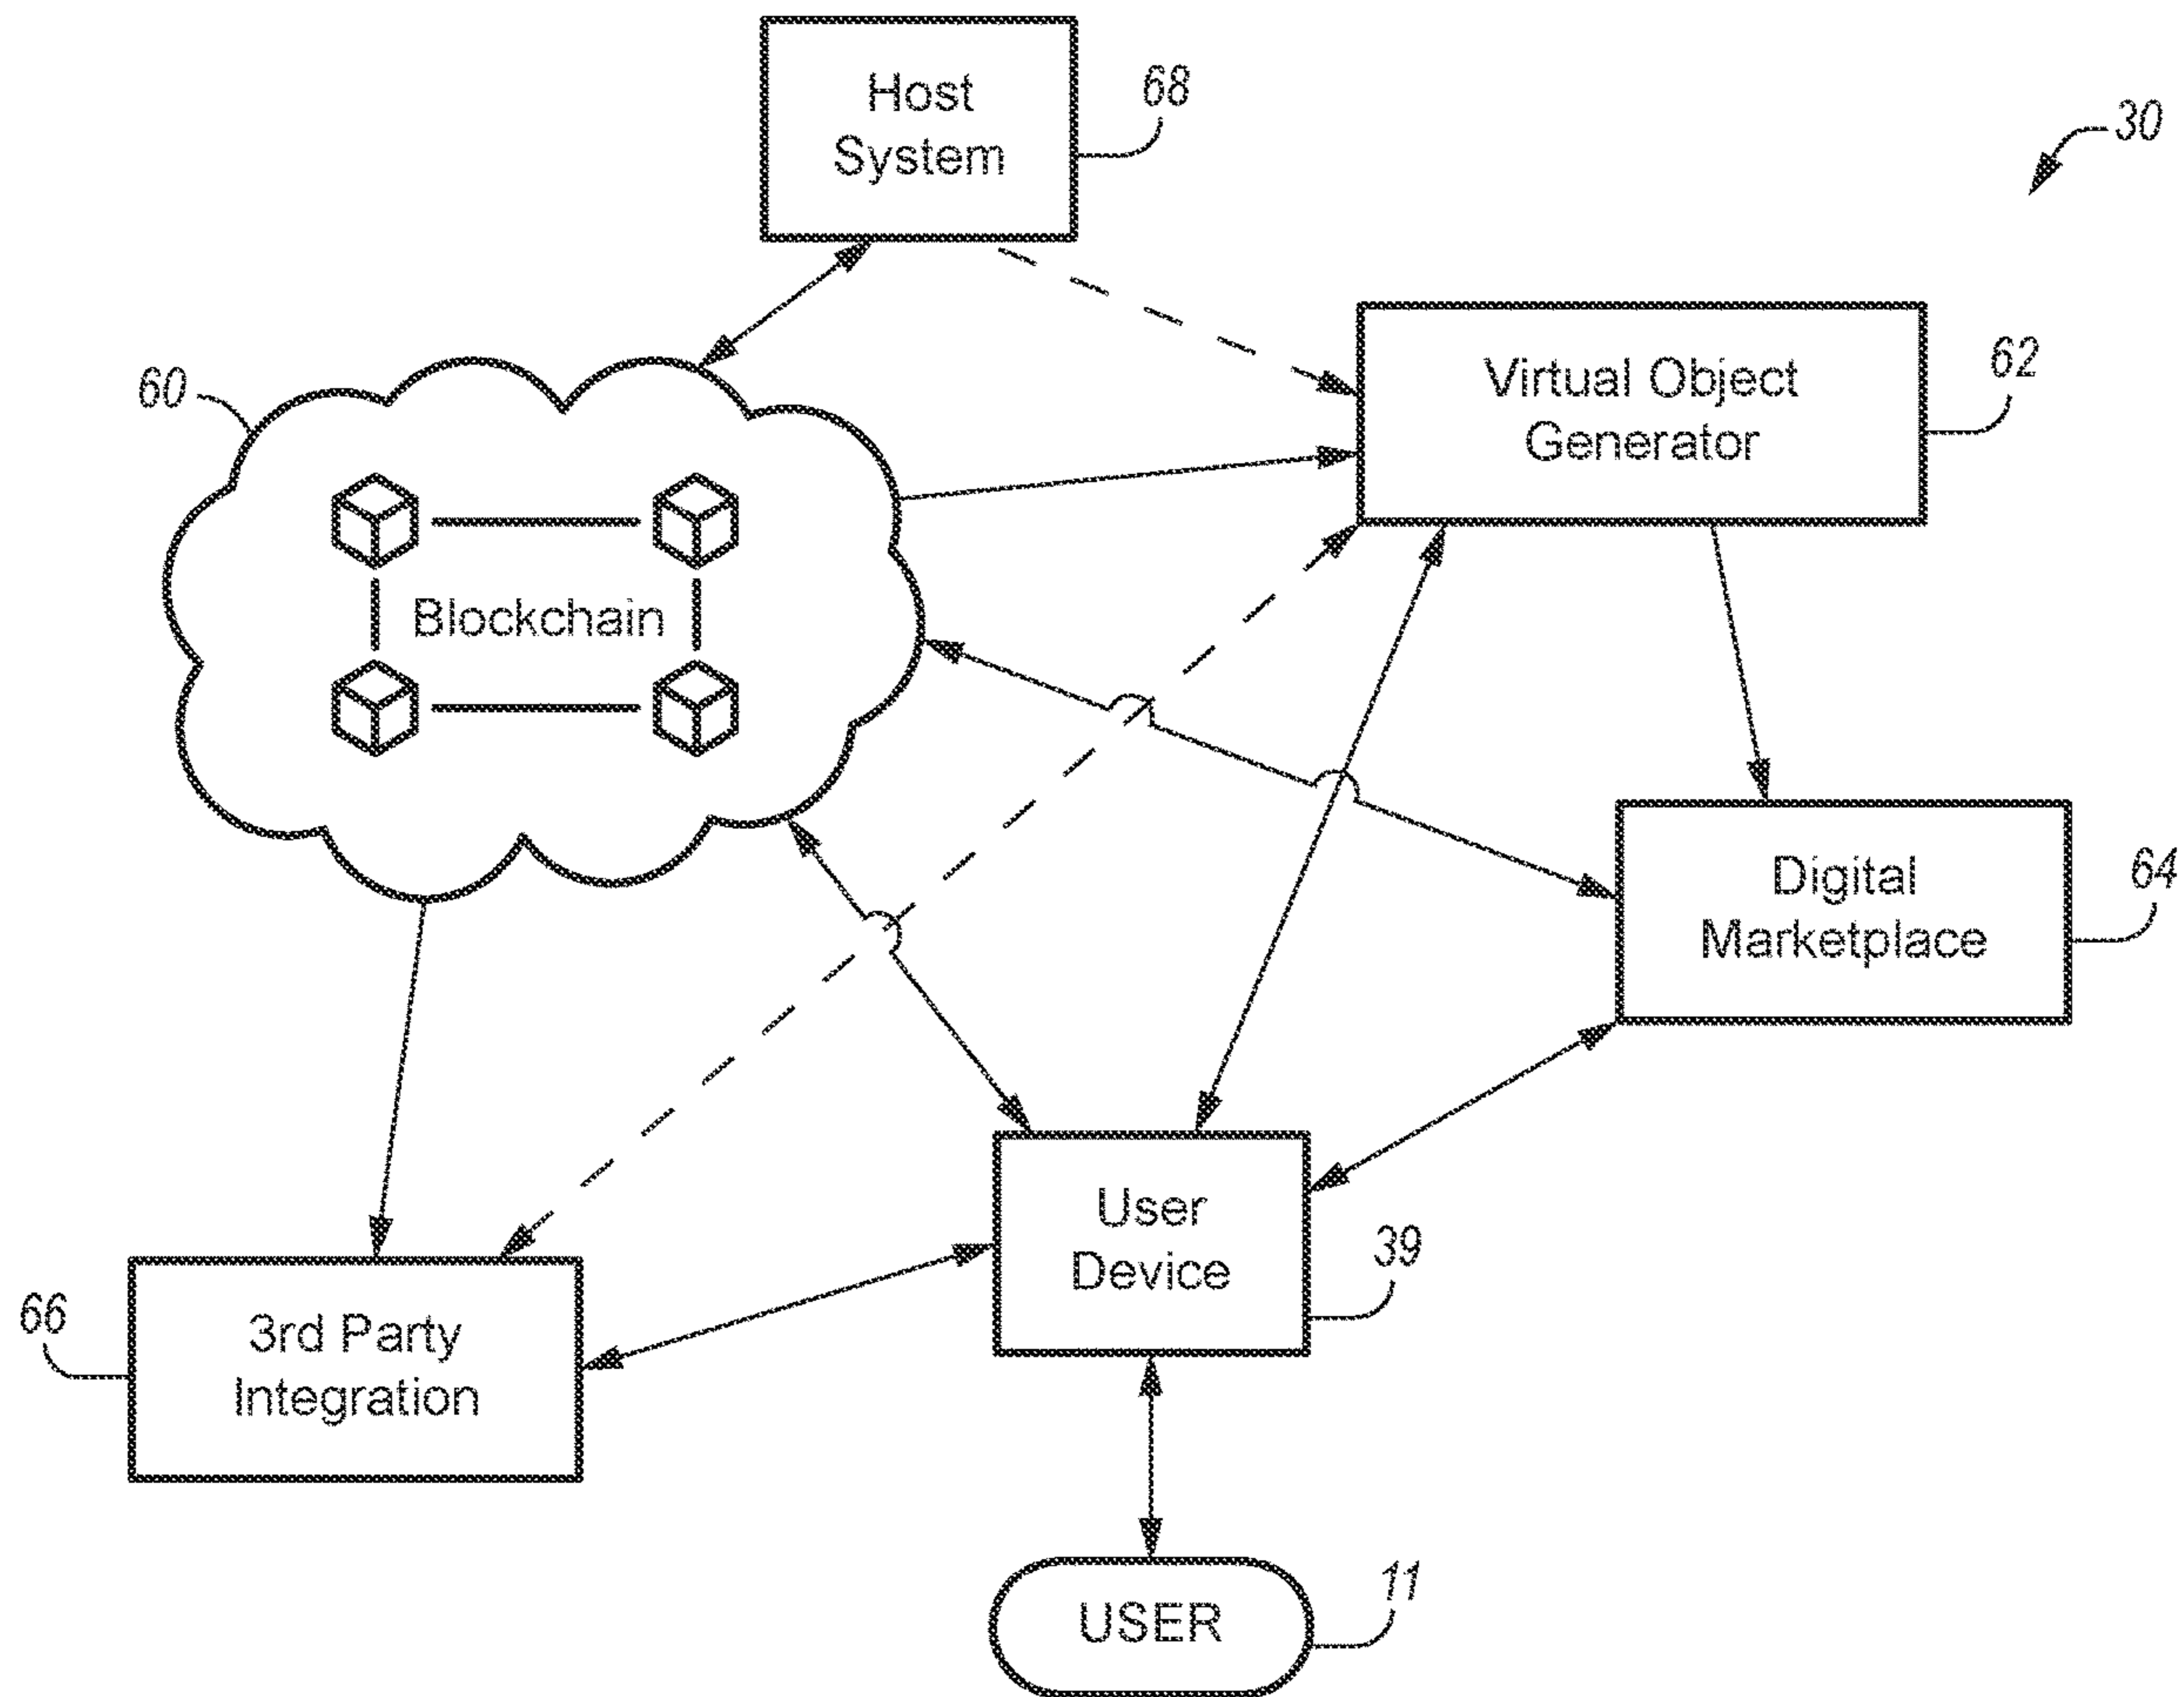 Host
System
68
30
Virtual Object
Generator
62
60
Blockchain
Digital
Marketplace
64
User
Device
39
3rd Party
Integration
66
USER
11